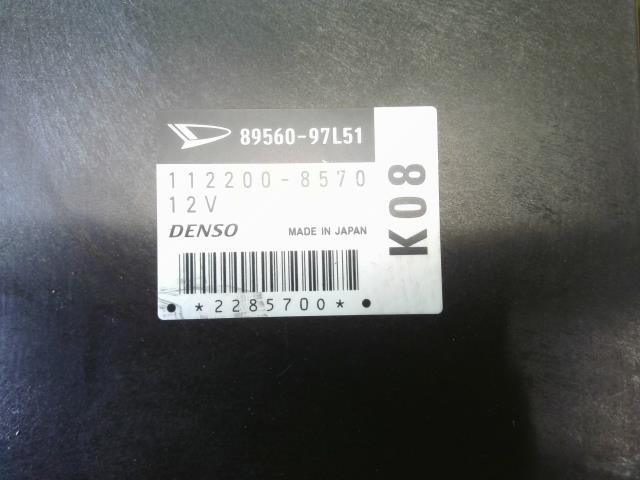 89560-97L51
112200-8570
12V
DENSO MADE IN JAPAN
*2285700*
K08